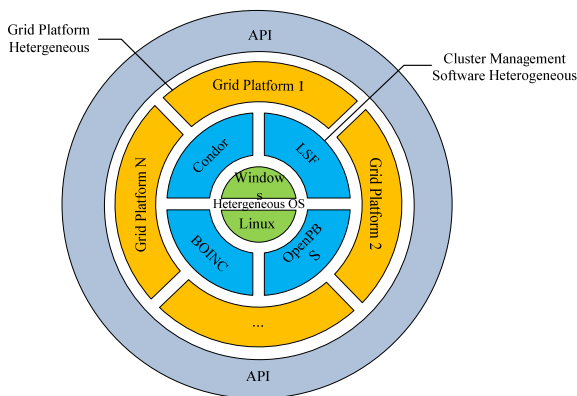 Grid Platform
Hetergeneous
API
Cluster Management
Software Heterogeneous
Grid Platform 1
Condor
LSF
Grid Platform N
Grid Platform 2
Window
s
Hetergeneous OS
Linux
BOINC
OpenPB
S
...
API